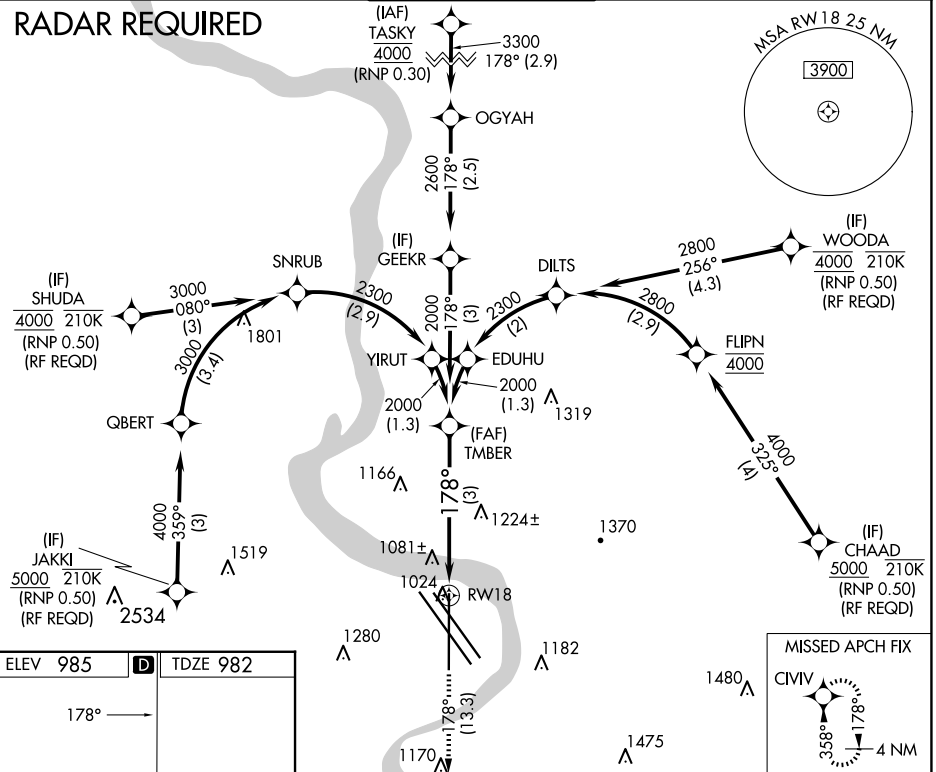 RADAR REQUIRED
(IAF)
TASKY
4000
(RNP 0.30)
3300
178° (2.9)
MSA RW18 25 NM
3900
OGYAH
2600
178°
(2.5)
(IF)
GEEKR
2000
178°
(3)
(IF)
WOODA
4000 210K
(RNP 0.50)
(RF REQD)
2800
256°
(4.3)
DILTS
SNRUB
(IF)
SHUDA
4000 210K
(RNP 0.50)
(RF REQD)
3000
080°
(3)
1801
2300
(2.9)
2300
(2)
2800
(2.9)
FLIPN
4000
3000
(3.4)
YIRUT
EDUHU
2000
(1.3)
2000
(1.3)
1319
QBERT
(FAF)
TMBER
4000
325°
(4)
1166
178°
(3)
1224±
4000
359°
(3)
1370
(IF)
JAKKI
5000 210K
(RNP 0.50)
(RF REQD)
2534
1519
1081±
1024
RW18
(IF)
CHAAD
5000 210K
(RNP 0.50)
(RF REQD)
1280
1182
ELEV 985
D
TDZE 982
178°
178°
(13.3)
1170
1475
1480
MISSED APCH FIX
CIVIV
358°
178°
4 NM